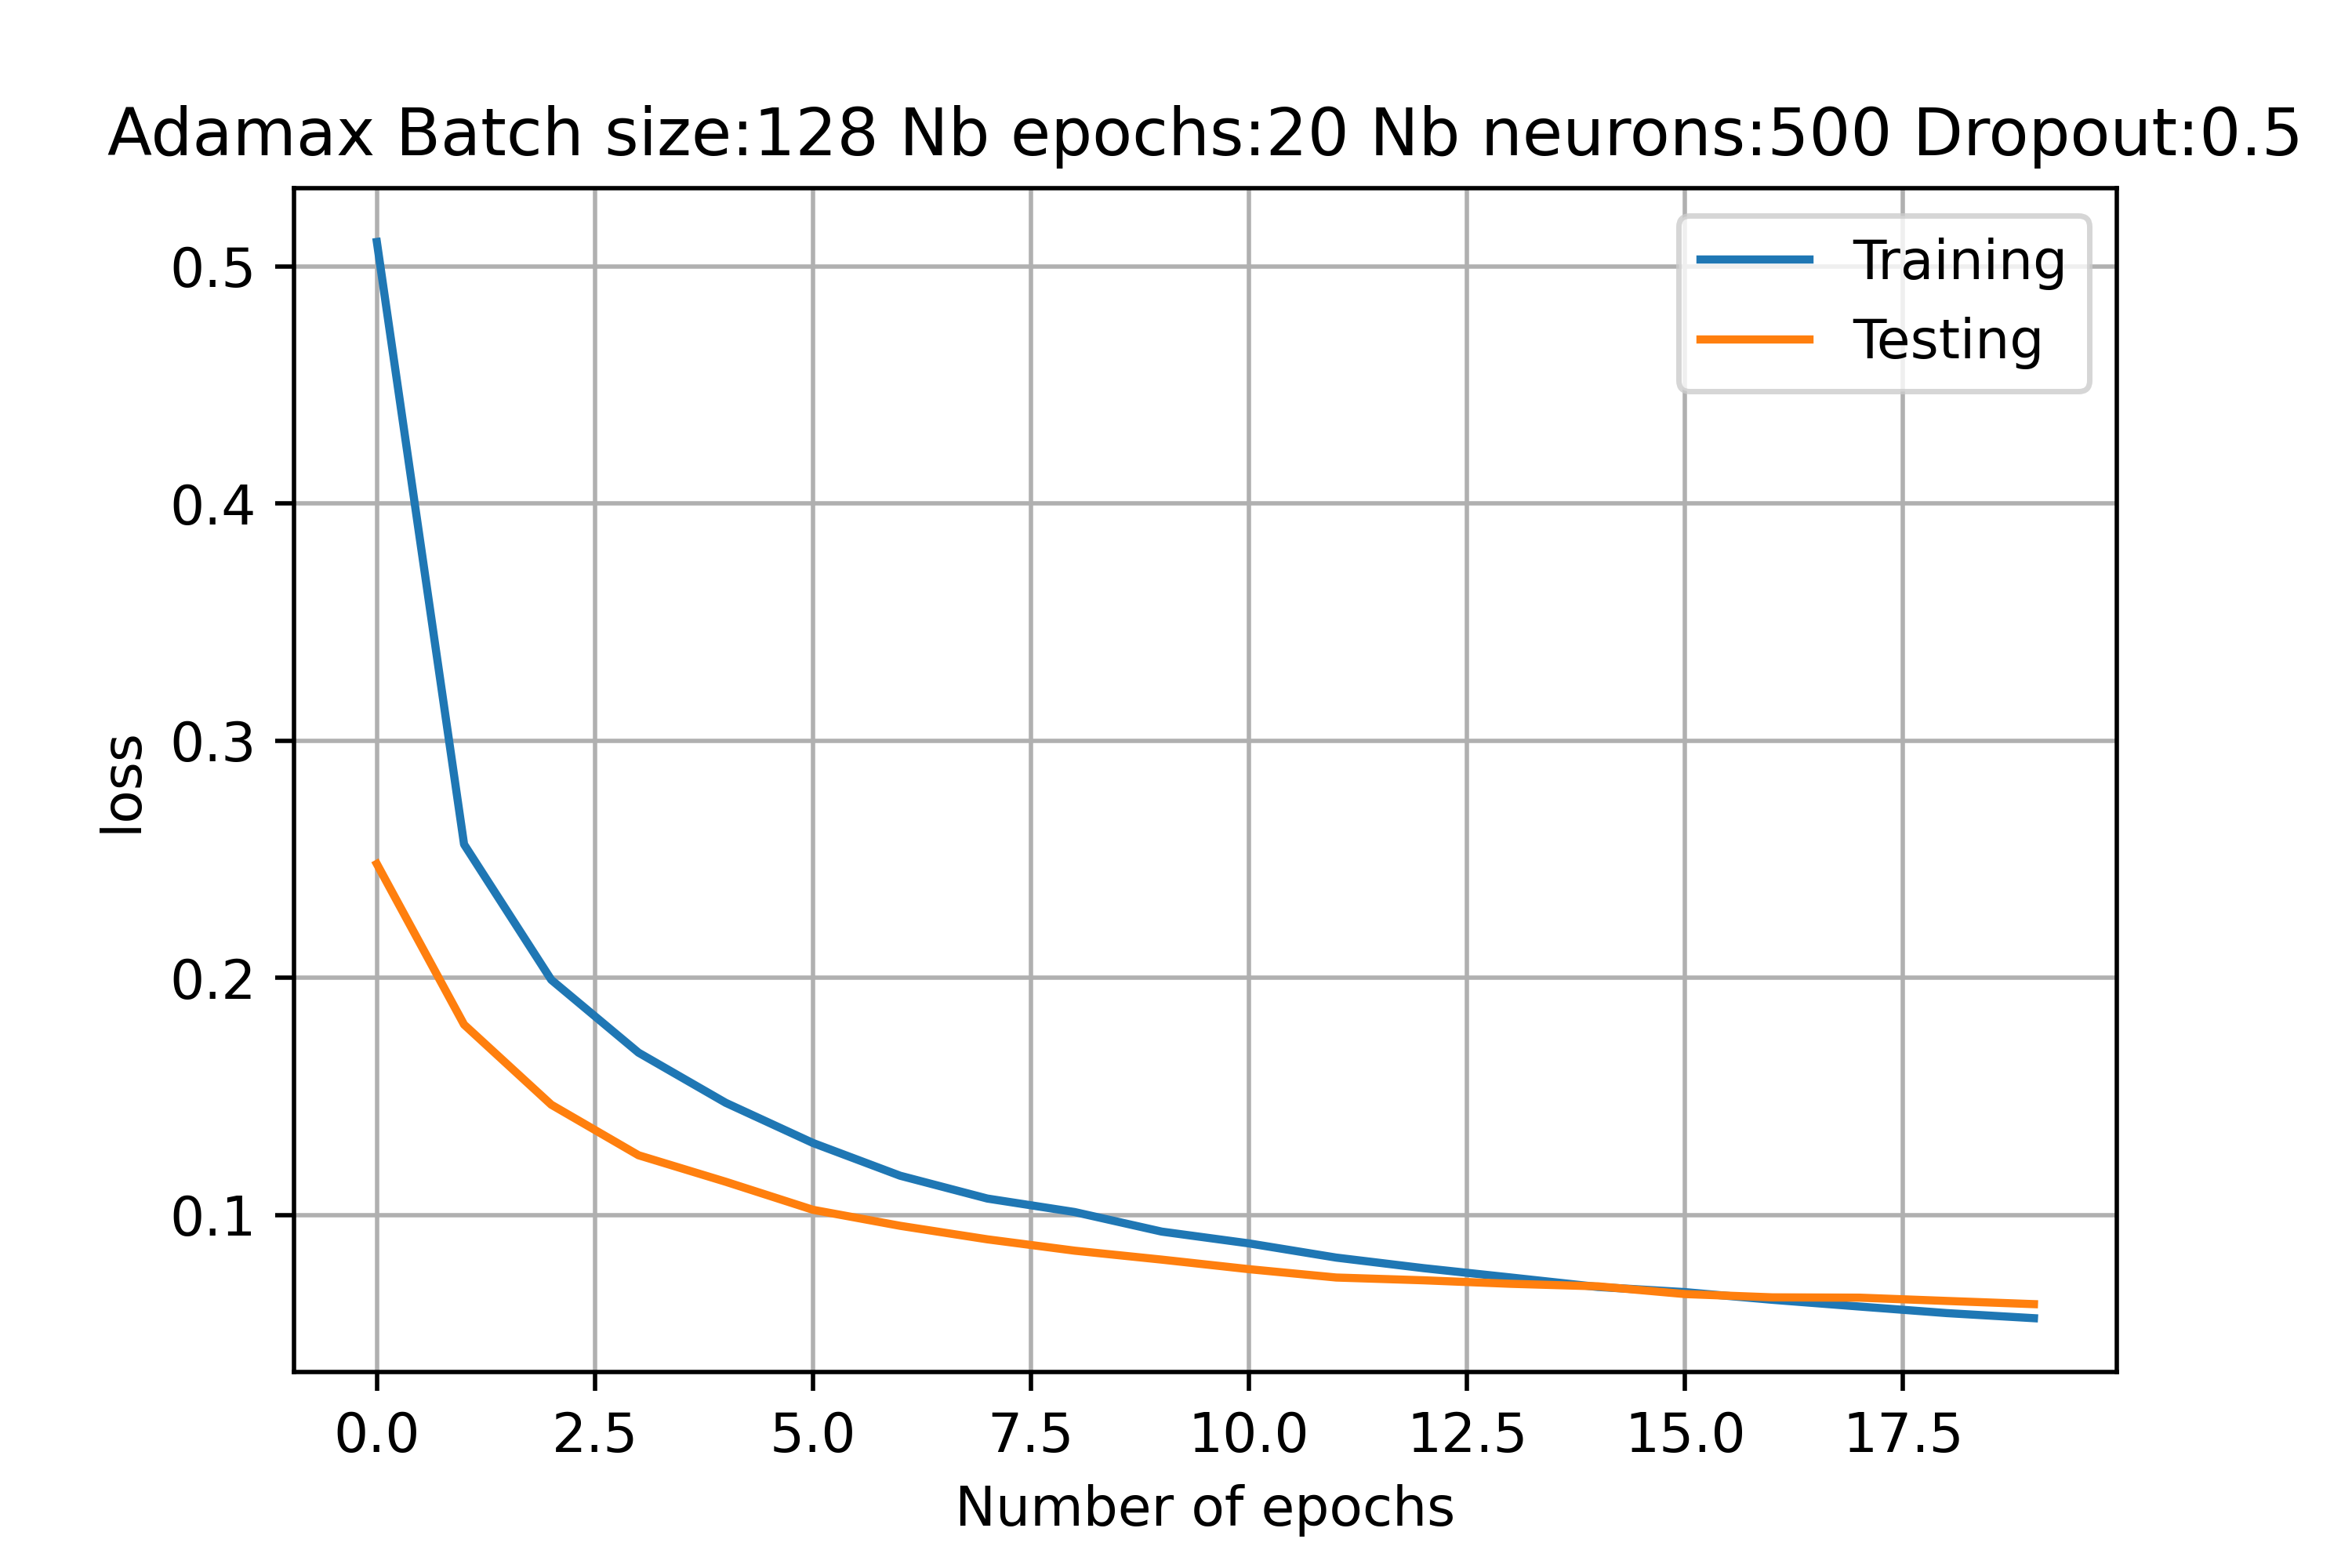 Adamax Batch size:128 Nb epochs:20 Nb neurons:500 Dropout:0.5
Training
Testing
0.5
0.4
0.3
0.2
0.1
loss
0.0 2.5 5.0 7.5 10.0 12.5 15.0 17.5
Number of epochs